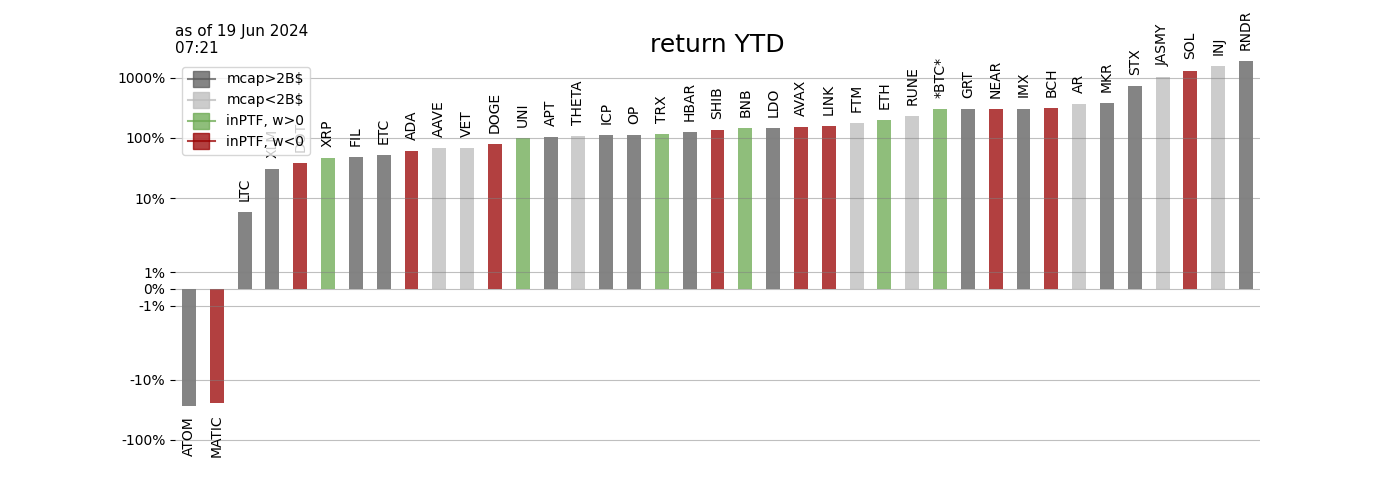 as of 19 Jun 2024
07:21
return YTD
mcap>2B$
mcap<2B$
inPTF, w>0
inPTF, w<0
1000%
100%
10%
1%
0%
-1%
-10%
-100%
ATOM
MATIC
LTC
XLM
DOT
XRP
FIL
ETC
ADA
AAVE
VET
DOGE
UNI
APT
THETA
ICP
OP
TRX
HBAR
SHIB
BNB
LDO
AVAX
LINK
FTM
ETH
RUNE
*BTC*
GRT
NEAR
IMX
BCH
AR
MKR
STX
JASMY
SOL
INJ
RNDR